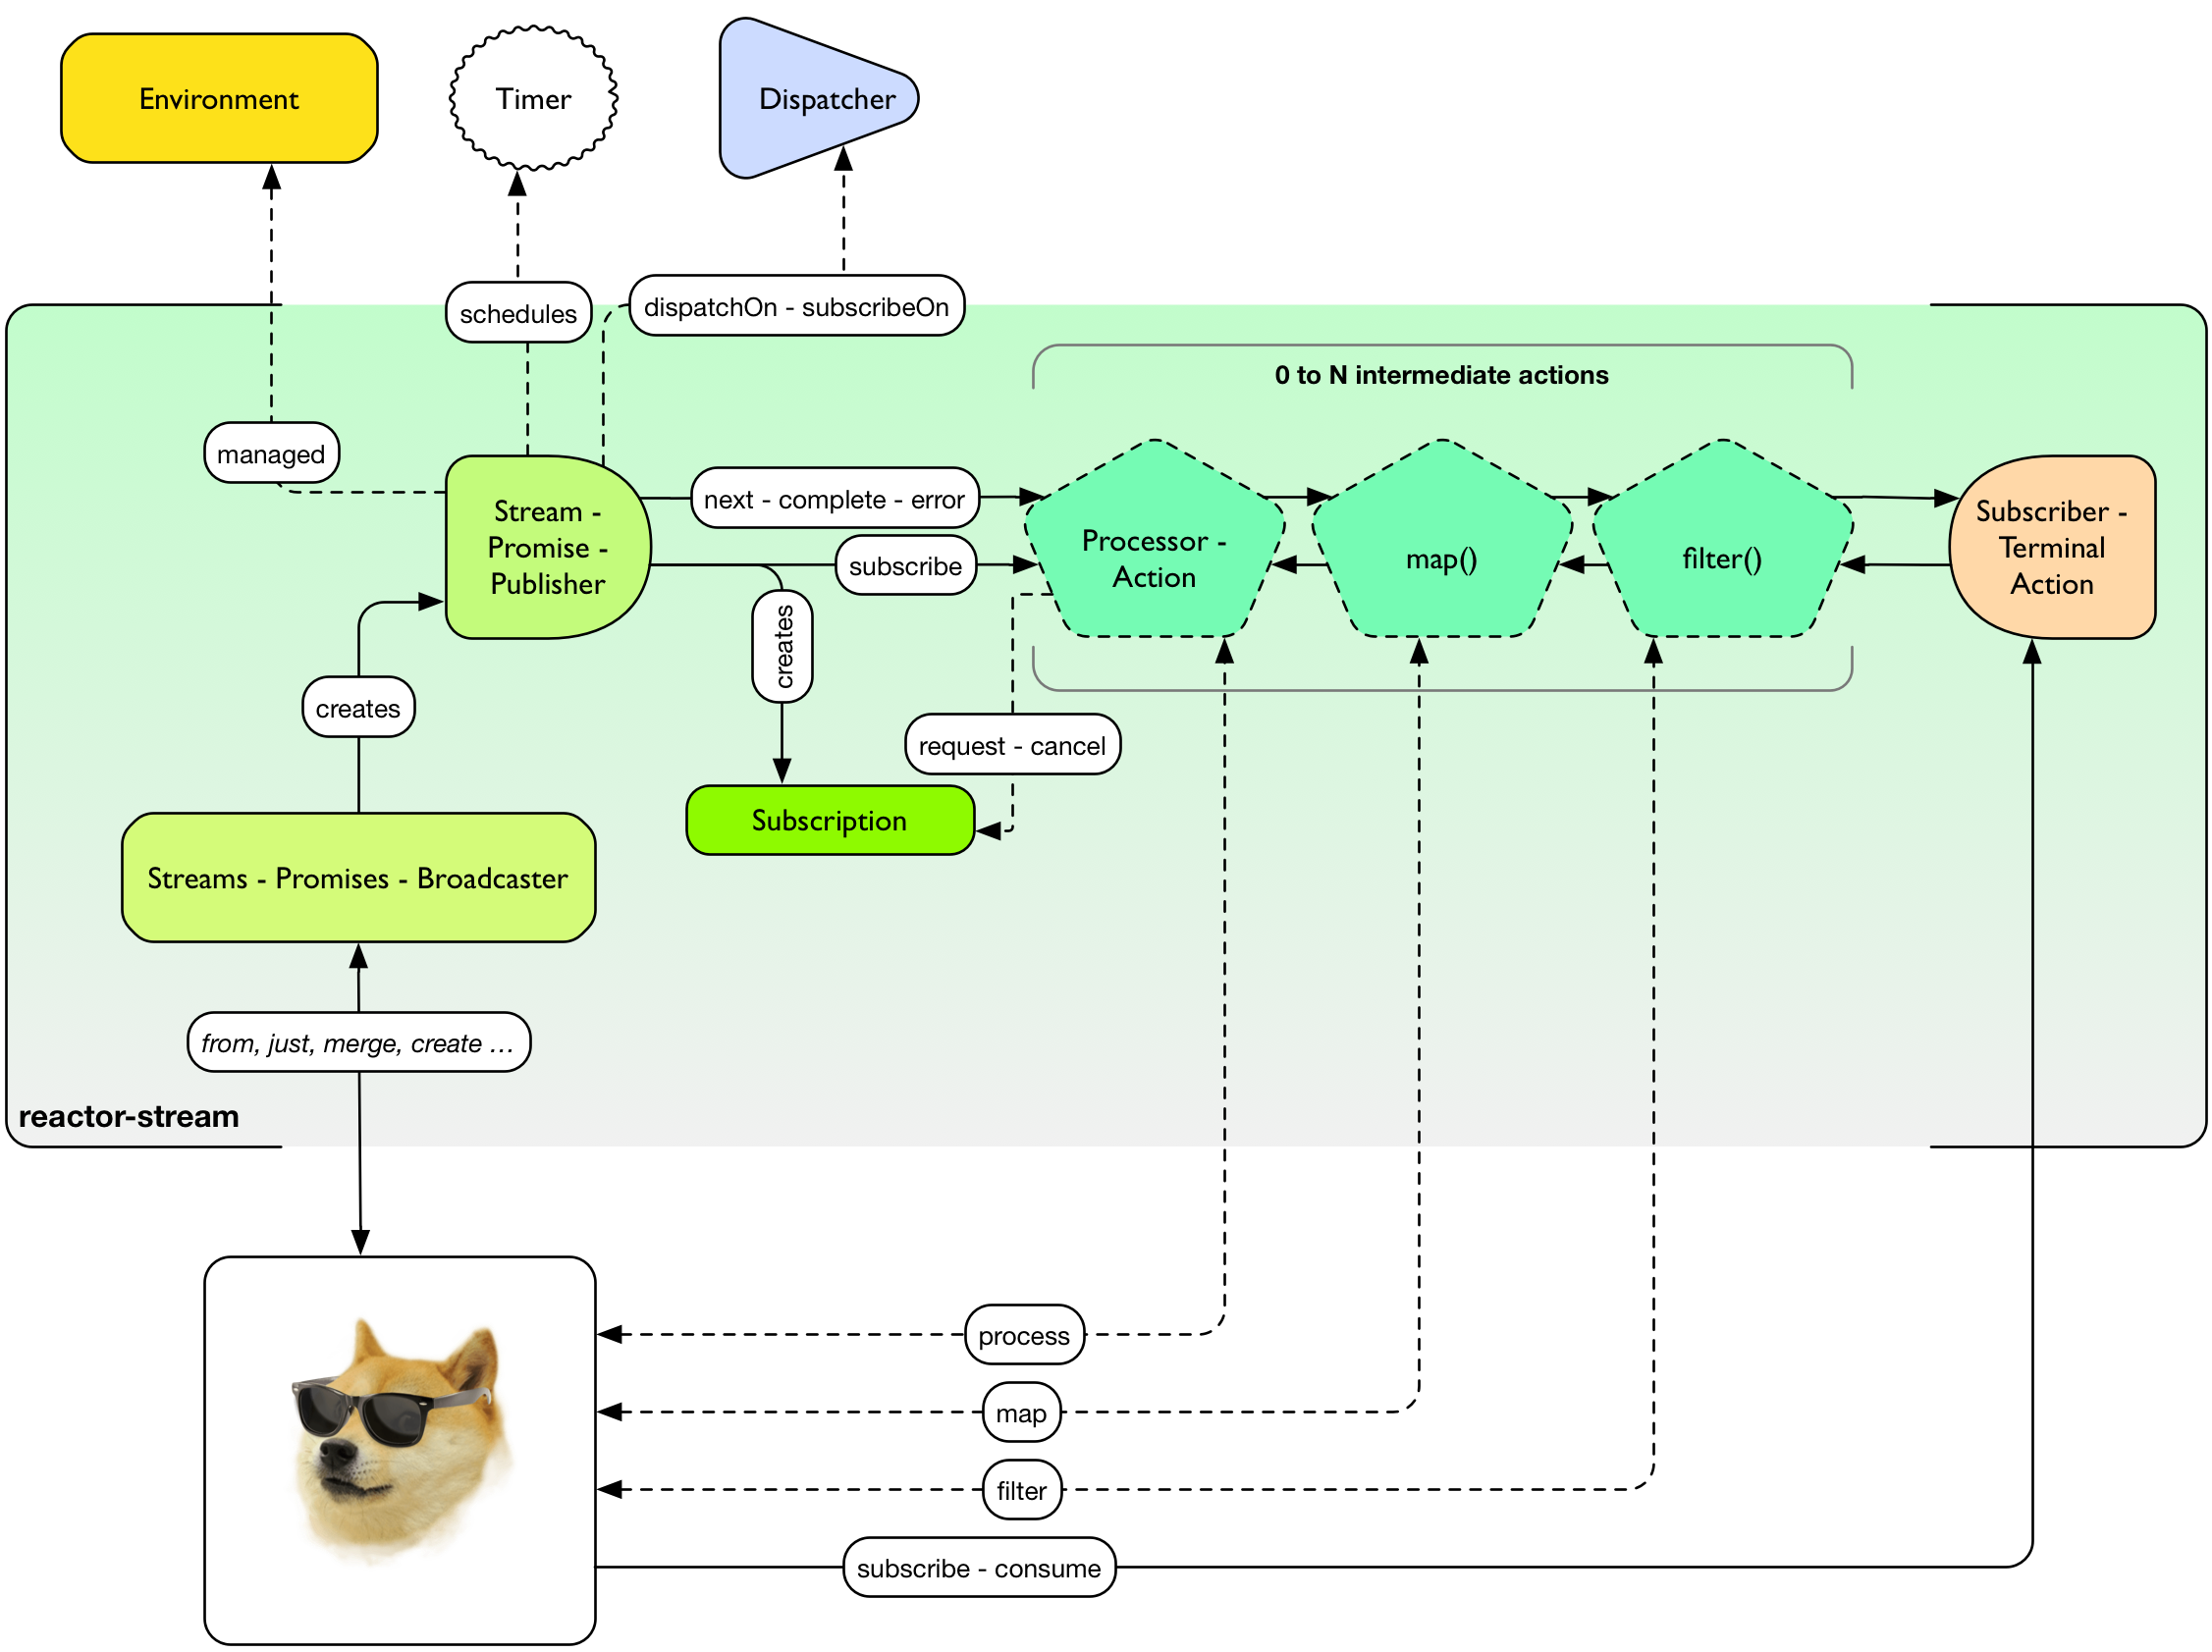 Environment
Timer
Dispatcher
schedules
dispatchOn - subscribeOn
0 to N intermediate actions
managed
next - complete - error
Stream -
Promise -
Publisher
subscribe
Processor -
Action
map()
filter()
Subscriber -
Terminal
Action
creates
creates
request - cancel
Subscription
Streams - Promises - Broadcaster
from, just, merge, create …
reactor-stream
process
map
filter
subscribe - consume